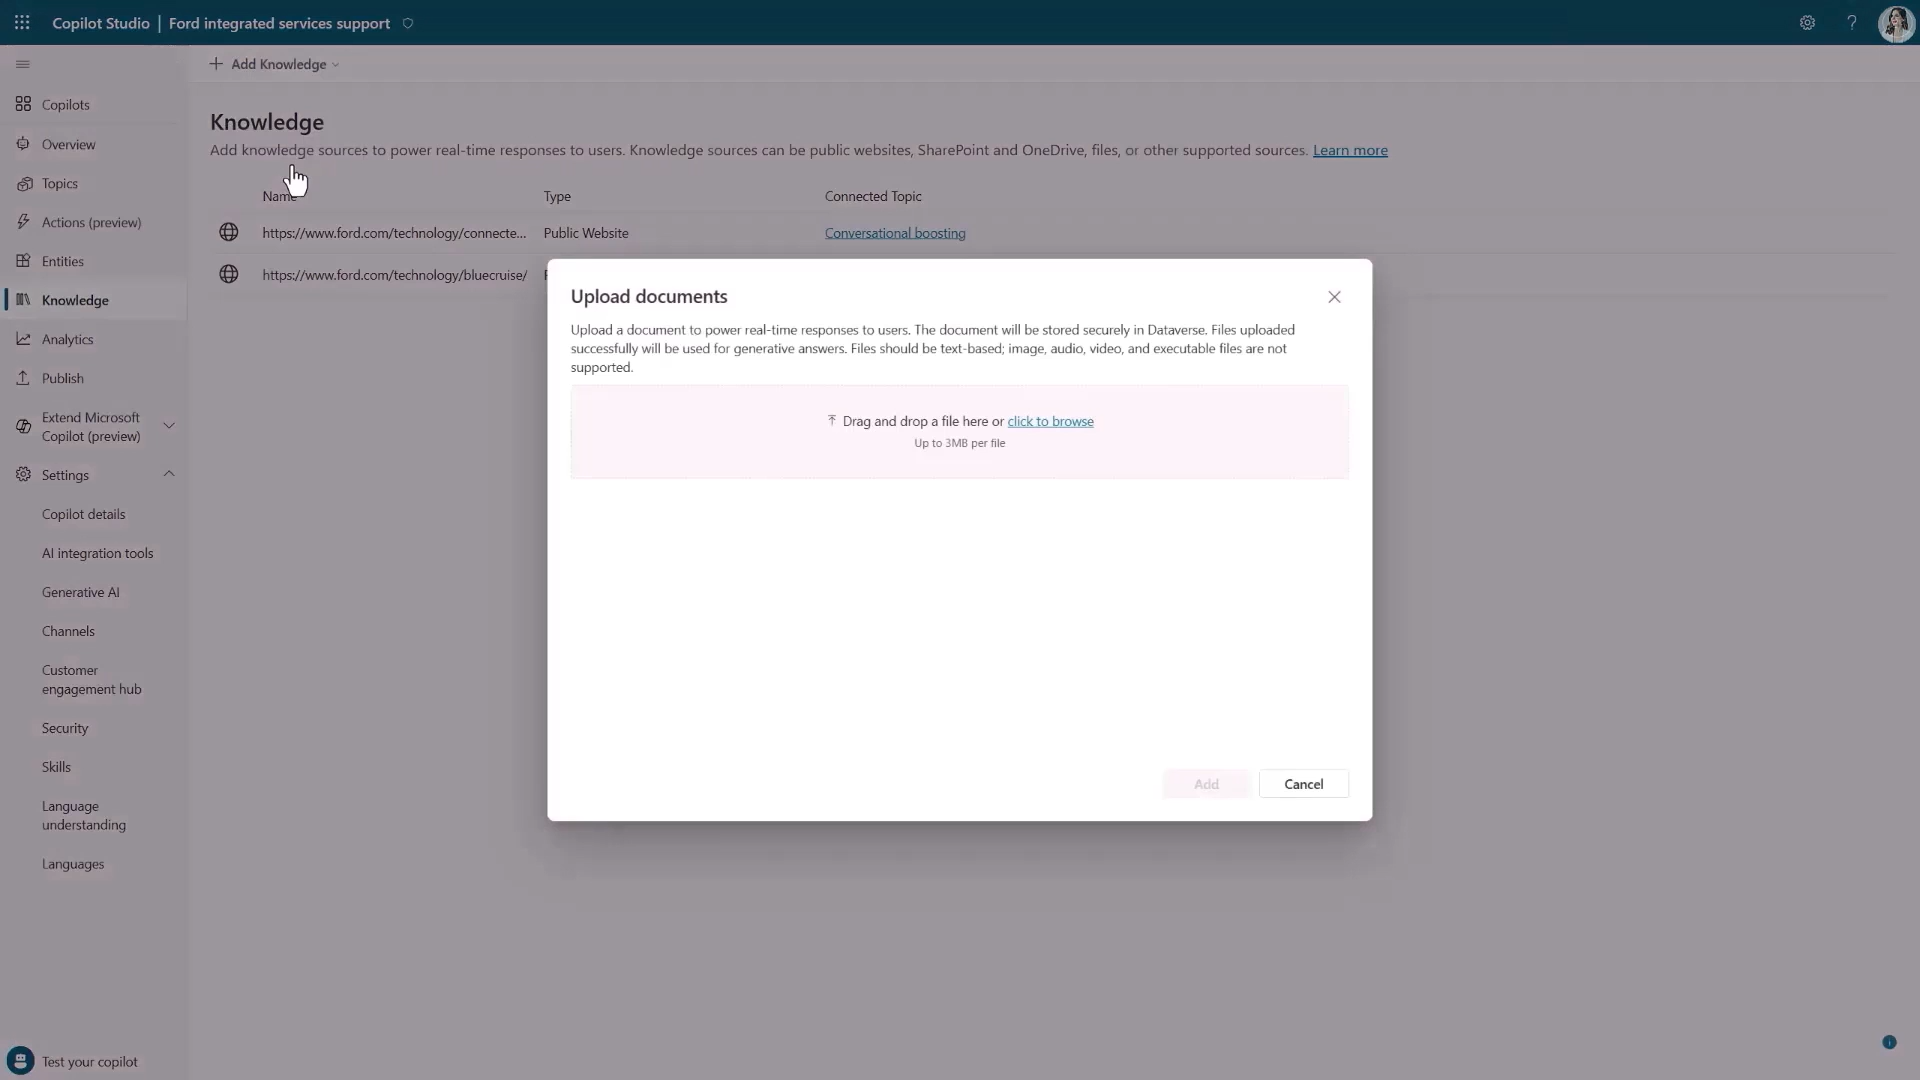 Copilot Studio | Ford integrated services support
Add Knowledge
Copilots
Overview
Topics
Actions (preview)
Entities
Knowledge
Analytics
Publish
Extend Microsoft
Copilot (preview)
Settings
Copilot details
AI integration tools
Generative AI
Channels
Customer
engagement hub
Security
Skills
Language
understanding
Languages
Test your copilot
Knowledge
Add knowledge sources to power real-time responses to users. Knowledge sources can be public websites, SharePoint and OneDrive, files, or other supported sources. Learn more
Name Type Connected Topic
https://www.ford.com/technology/connecte... Public Website Conversational boosting
https://www.ford.com/technology/bluecruise/
Upload documents
Upload a document to power real-time responses to users. The document will be stored securely in Dataverse. Files uploaded
successfully will be used for generative answers. Files should be text-based; image, audio, video, and executable files are not
supported.
Drag and drop a file here or click to browse
Up to 3MB per file
Add Cancel